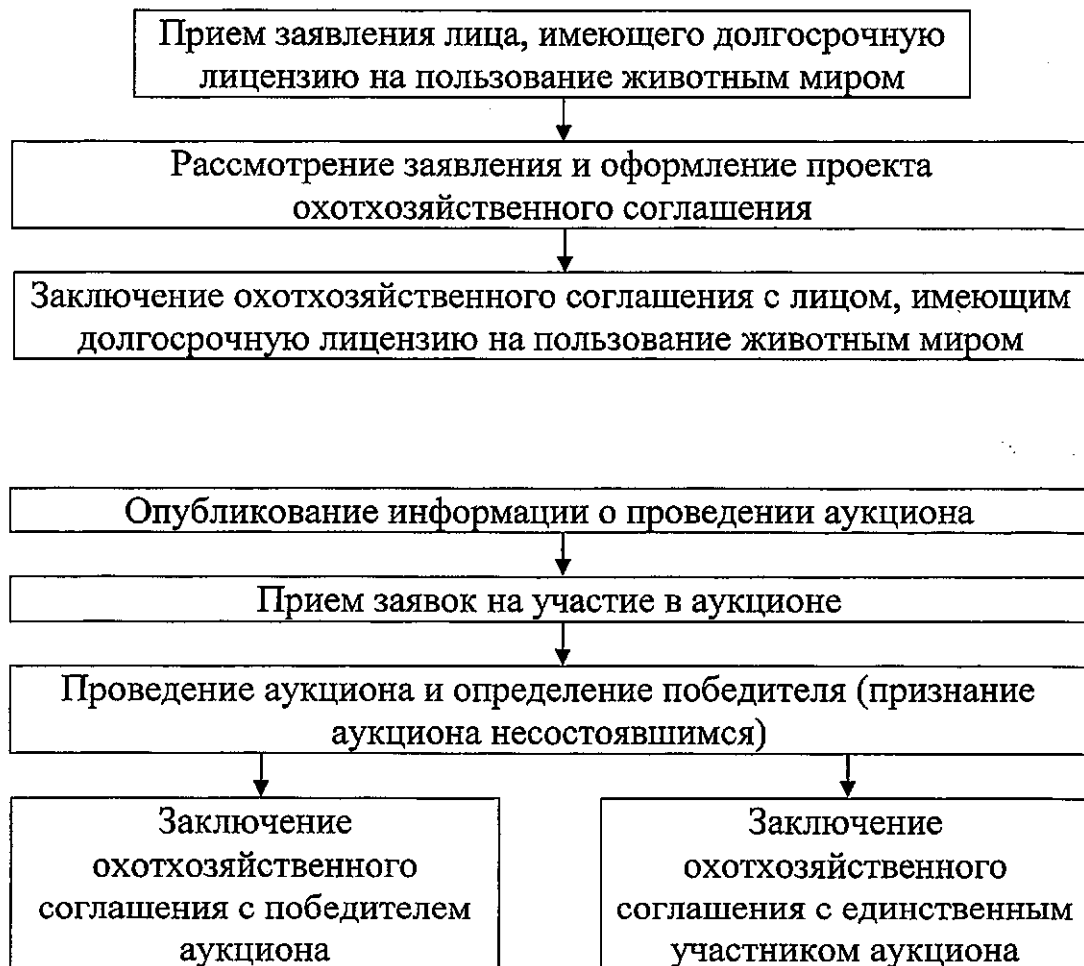 Прием заявления лица, имеющего долгосрочную
лицензию на пользование животным миром
Рассмотрение заявления и оформление проекта
охотхозяйственного соглашения
Заключение охотхозяйственного соглашения с лицом, имеющим
долгосрочную лицензию на пользование животным миром
Опубликование информации о проведении аукциона
Прием заявок на участие в аукционе
Проведение аукциона и определение победителя (признание
аукциона несостоявшимся)
Заключение
охотхозяйственного
соглашения с победителем
аукциона
Заключение
охотхозяйственного
соглашения с единственным
участником аукциона